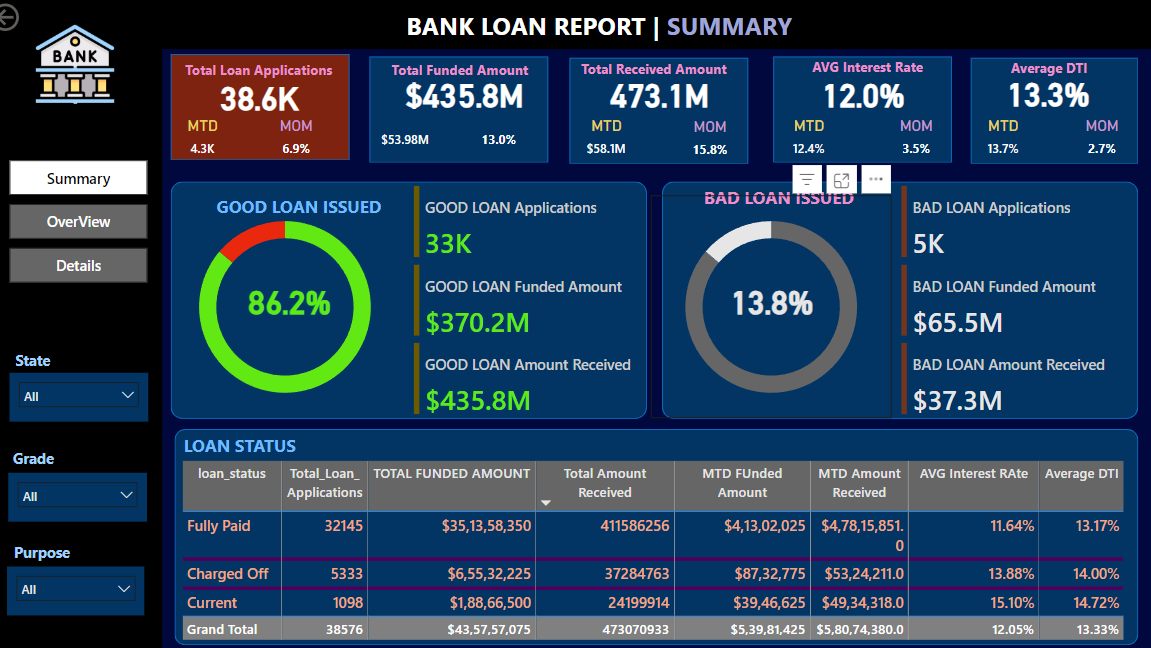 BANK LOAN REPORT | SUMMARY
BANK
Total Loan Applications
38.6K
MTD MOM
4.3K 6.9%
Total Funded Amount
$435.8M
$53.98M 13.0%
Total Received Amount
473.1M
MTD MOM
$58.1M 15.8%
AVG Interest Rate
12.0%
MTD MOM
12.4% 3.5%
Average DTI
13.3%
MTD MOM
13.7% 2.7%
Summary
OverView
Details
State
All
Grade
All
Purpose
All
GOOD LOAN ISSUED
86.2%
GOOD LOAN Applications
33K
GOOD LOAN Funded Amount
$370.2M
GOOD LOAN Amount Received
$435.8M
BAD LOAN ISSUED
13.8%
BAD LOAN Applications
5K
BAD LOAN Funded Amount
$65.5M
BAD LOAN Amount Received
$37.3M
LOAN STATUS
loan_status Total_Loan_ TOTAL FUNDED AMOUNT Total Amount MTD FUnded MTD Amount AVG Interest RAte Average DTI
Applications Received Amount Received
Fully Paid 32145 $35,13,58,350 411586256 $4,13,02,025 $4,78,15,851. 11.64% 13.17%
0
Charged Off 5333 $6,55,32,225 37284763 $87,32,775 $53,24,211.0 13.88% 14.00%
Current 1098 $1,88,66,500 24199914 $39,46,625 $49,34,318.0 15.10% 14.72%
Grand Total 38576 $43,57,57,075 473070933 $5,39,81,425 $5,80,74,380.0 12.05% 13.33%